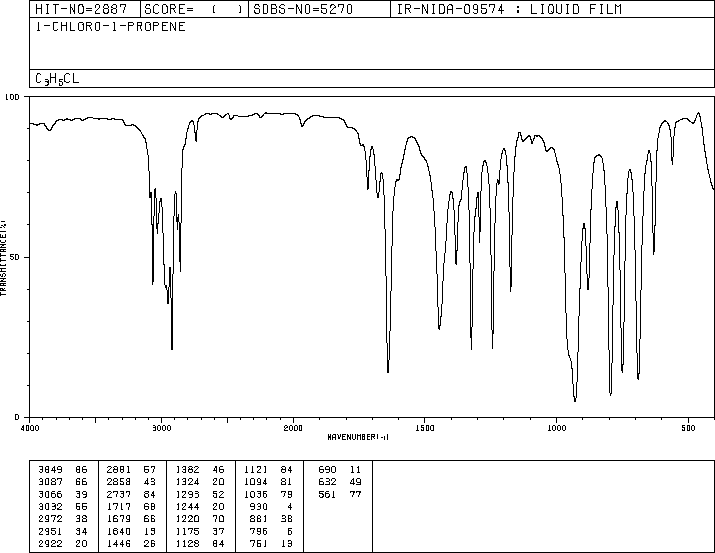 HIT-NO=2887 SCORE= ( ) SDBS-NO=5270 IR-NIDA-09574 : LIQUID FILM
1-CHLORO-1-PROPENE
C3H5CL
100
50
0
TRANSMITTANCE(%)
4000 3000 2000 1500 1000 500
WAVENUMBER(-1)
3849 86 2881 57 1382 46 1121 84 690 11
3087 66 2858 43 1324 20 1094 81 632 49
3066 39 2737 84 1293 52 1036 79 561 77
3032 55 1717 68 1244 20 930 4
2972 38 1679 66 1220 70 881 38
2951 34 1640 13 1175 37 796 6
2922 20 1446 26 1128 84 751 13